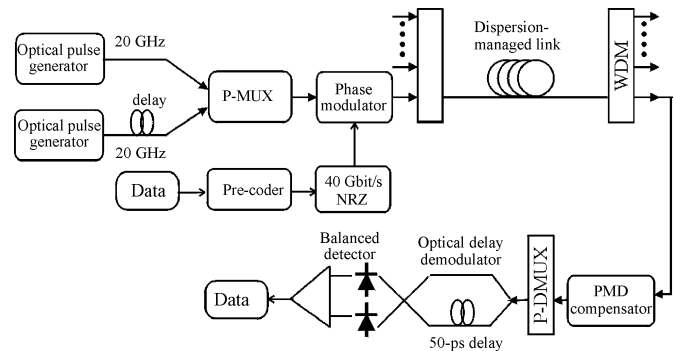 Optical pulse
generator
20 GHz
delay
Optical pulse
generator
20 GHz
P-MUX
Phase
modulator
Dispersion-
managed link
WDM
Data
Pre-coder
40 Gbit/s
NRZ
Balanced
detector
Optical delay
demodulator
Data
50-ps delay
P-DMUX
PMD
compensator